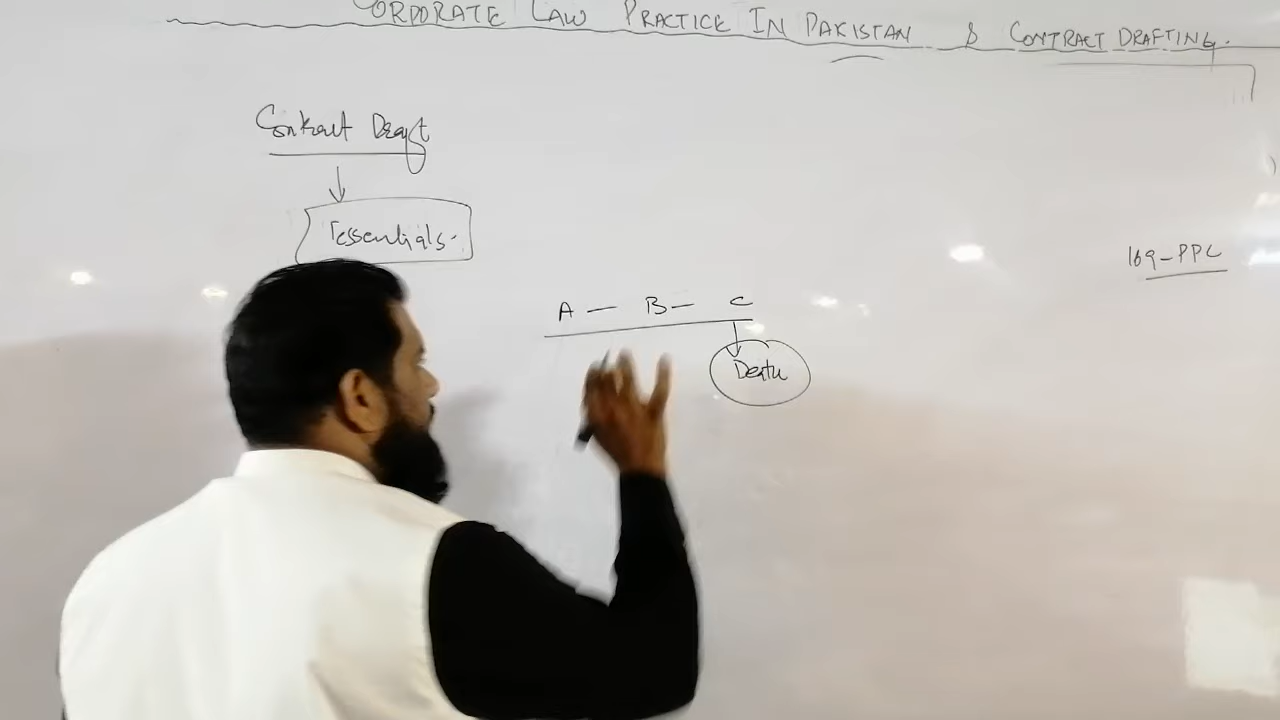 CORPORATE LAW PRACTICE IN PAKISTAN & CONTRACT DRAFTING.
Contract Draft
Essentials.
169-PPC
A — B — C
Death